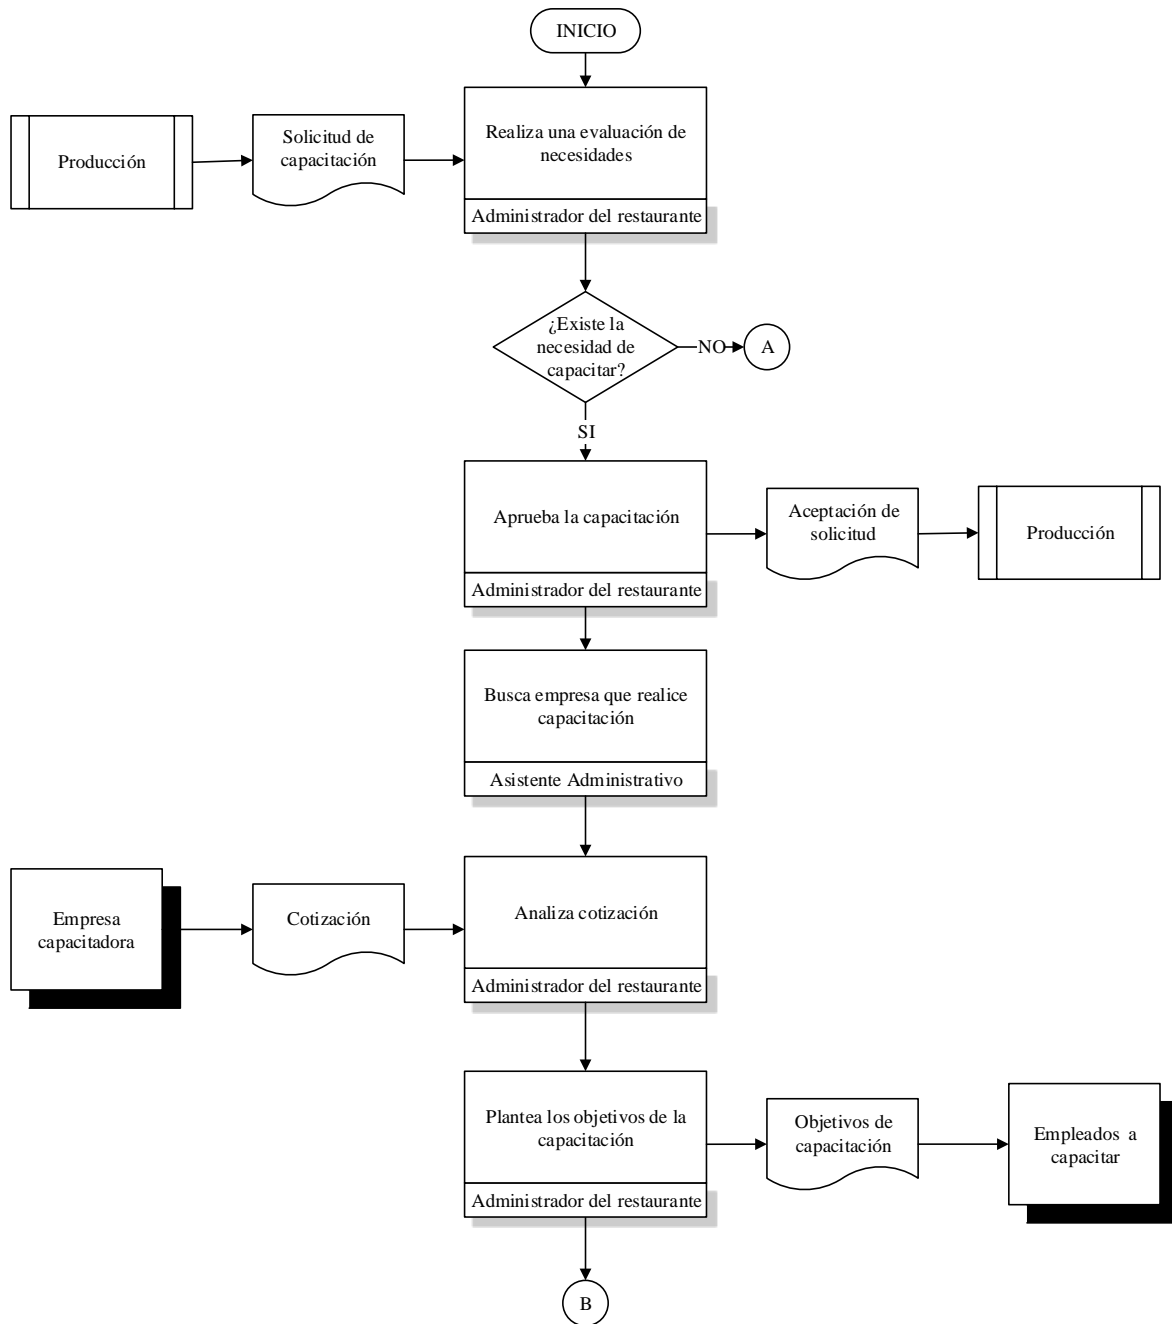 INICIO
Producción
Solicitud de
capacitación
Realiza una evaluación de
necesidades
Administrador del restaurante
¿Existe la
necesidad de
capacitar?
NO
A
SI
Aprueba la capacitación
Administrador del restaurante
Aceptación de
solicitud
Producción
Busca empresa que realice
capacitación
Asistente Administrativo
Empresa
capacitadora
Cotización
Analiza cotización
Administrador del restaurante
Plantea los objetivos de la
capacitación
Administrador del restaurante
Objetivos de
capacitación
Empleados a
capacitar
B